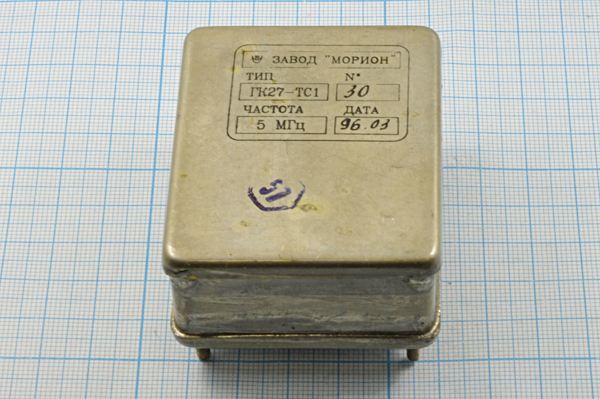 ЗАВОД "МОРИОН"
ТИП N°
ГК27-ТС1 30
ЧАСТОТА ДАТА
5 МГц 96.03